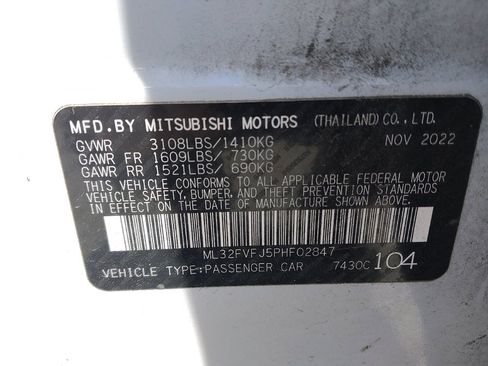 MFD.BY MITSUBISHI MOTORS (THAILAND) CO., LTD.
GVWR 3108LBS/1410KG NOV 2022
GAWR FR 1609LBS/ 730KG
GAWR RR 1521LBS/ 690KG
THIS VEHICLE CONFORMS TO ALL APPLICABLE FEDERAL MOTOR
VEHICLE SAFETY, BUMPER, AND THEFT PREVENTION STANDARDS
IN EFFECT ON THE DATE OF MANUFACTURE SHOWN ABOVE.
ML32FVFJ5PHF02847
VEHICLE TYPE:PASSENGER CAR 7430C 104